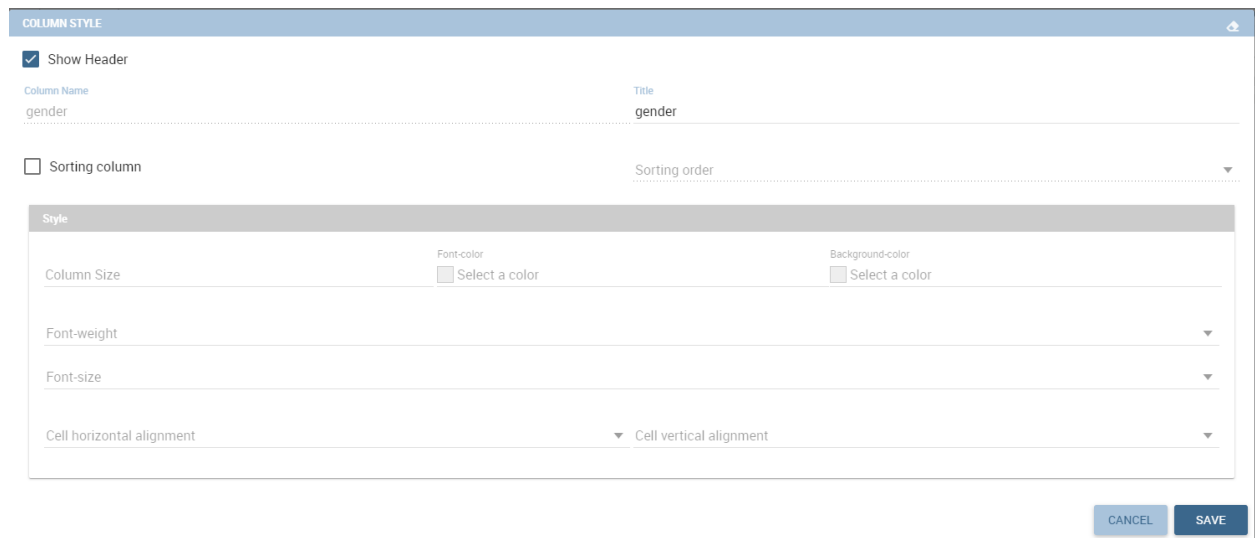 COLUMN STYLE
Show Header
Column Name Title
gender gender
Sorting column Sorting order
Style
Font-color Background-color
Column Size Select a color Select a color
Font-weight
Font-size
Cell horizontal alignment Cell vertical alignment
CANCEL SAVE